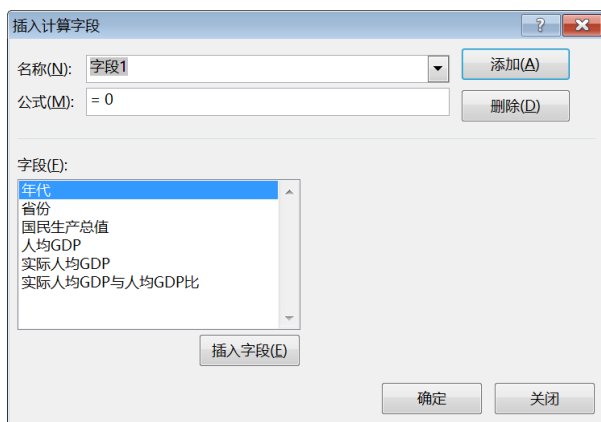 插入计算字段
名称(N): 字段1 添加(A)
公式(M): = 0 删除(D)
字段(F):
年代
省份
国民生产总值
人均GDP
实际人均GDP
实际人均GDP与人均GDP比
插入字段(E)
确定 关闭